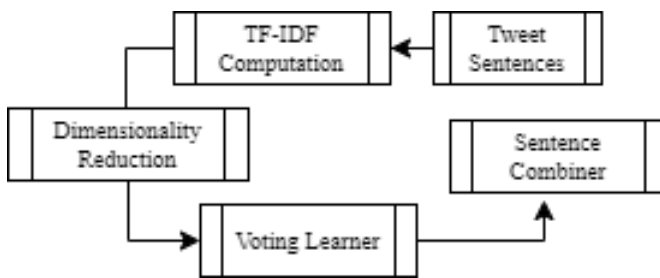 TF-IDF
Computation
Tweet
Sentences
Dimensionality
Reduction
Sentence
Combiner
Voting Learner